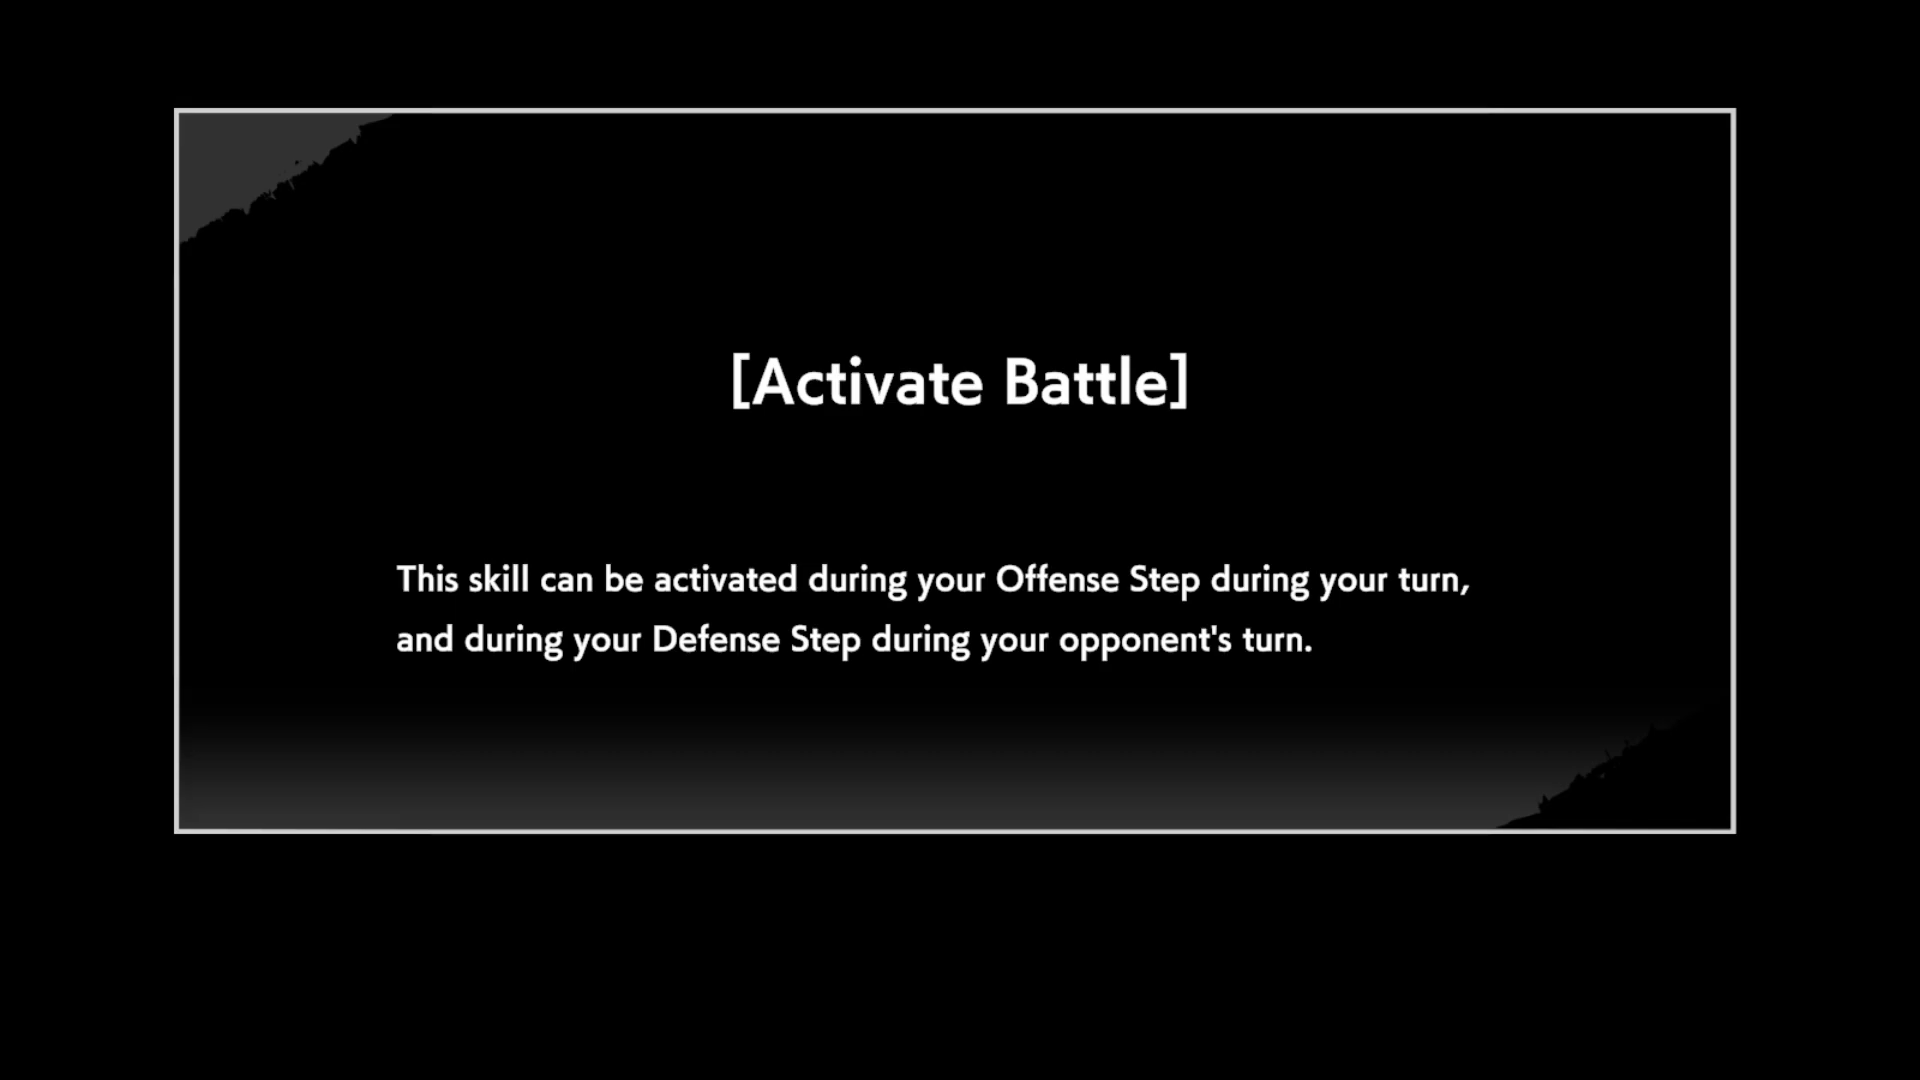 [Activate Battle]
This skill can be activated during your Offense Step during your turn,
and during your Defense Step during your opponent's turn.